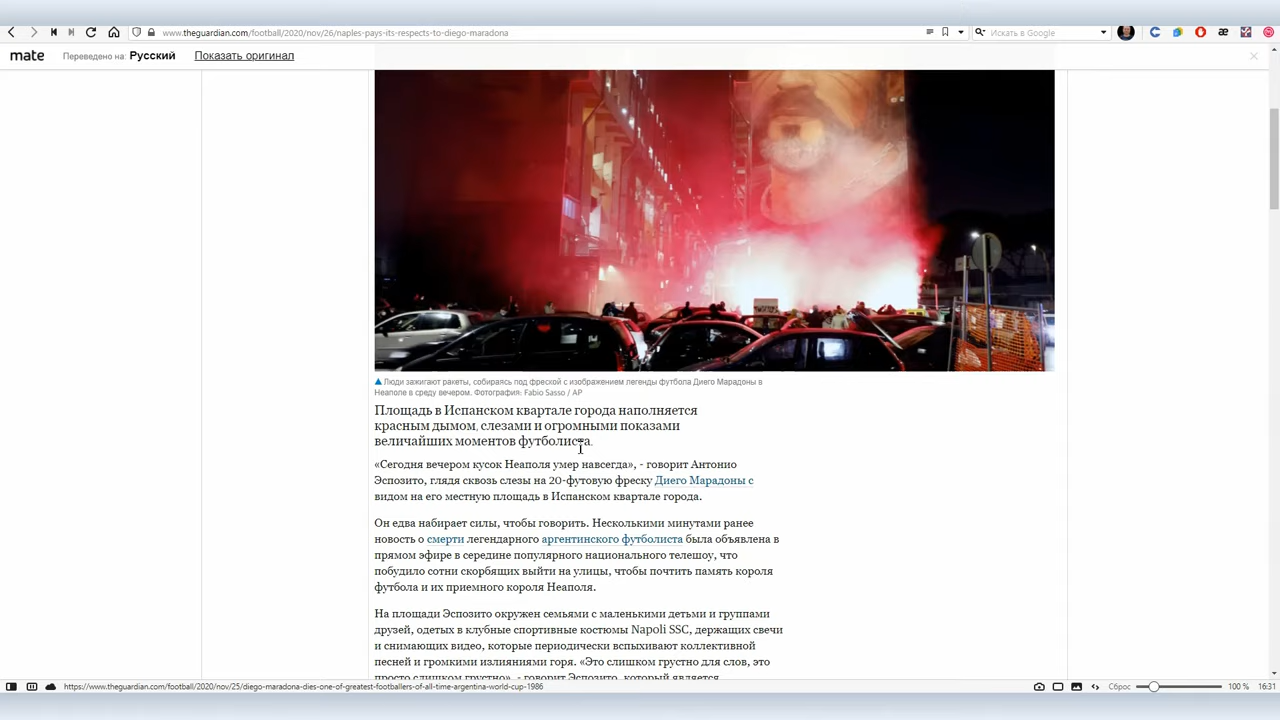 www.theguardian.com/football/2020/nov/26/naples-pays-its-respects-to-diego-maradona
Искать в Google
mate Переведено на: Русский Показать оригинал
Люди зажигают ракеты, собираясь под фреской с изображением легенды футбола Диего Марадоны в
Неаполе в среду вечером. Фотография: Fabio Sasso / AP
Площадь в Испанском квартале города наполняется
красным дымом, слезами и огромными показами
величайших моментов футболиста.
«Сегодня вечером кусок Неаполя умер навсегда», - говорит Антонио
Эспозито, глядя сквозь слезы на 20-футовую фреску Диего Марадоны с
видом на его местную площадь в Испанском квартале города.
Он едва набирает силы, чтобы говорить. Несколькими минутами ранее
новость о смерти легендарного аргентинского футболиста была объявлена в
прямом эфире в середине популярного национального телешоу, что
побудило сотни скорбящих выйти на улицы, чтобы почтить память короля
футбола и их приемного короля Неаполя.
На площади Эспозито окружен семьями с маленькими детьми и группами
друзей, одетых в клубные спортивные костюмы Napoli SSC, держащих свечи
и снимающих видео, которые периодически вспыхивают коллективной
песней и громкими излияниями горя. «Это слишком грустно для слов, это
просто слишком грустно», - говорит Эспозито, который является
https://www.theguardian.com/football/2020/nov/25/diego-maradona-dies-one-of-greatest-footballers-of-all-time-argentina-world-cup-1986
Сброс 100 % 16:31